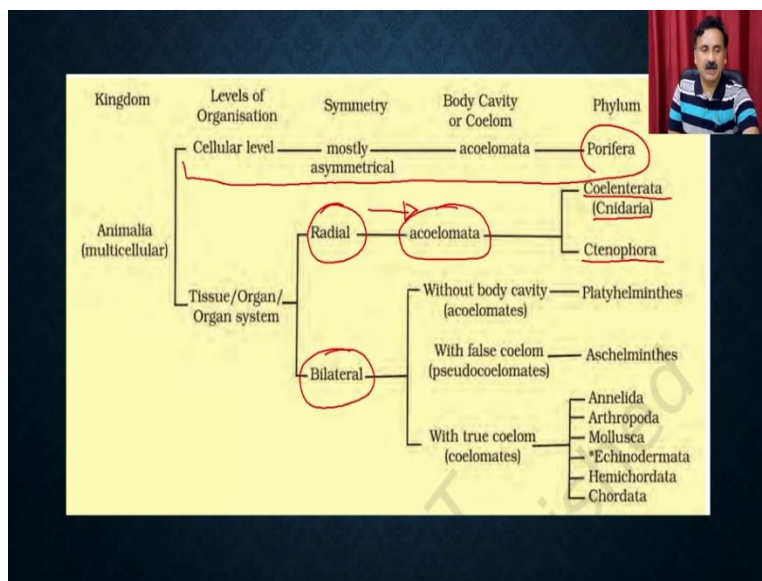 Kingdom
Levels of
Organisation
Symmetry
Body Cavity
or Coelom
Phylum
Cellular level
mostly
asymmetrical
acoelomata
Porifera
Animalia
(multicellular)
Tissue/Organ/
Organ system
Radial
acoelomata
Coelenterata
(Cnidaria)
Ctenophora
Bilateral
Without body cavity
(acoelomates)
Platyhelminthes
With false coelom
(pseudocoelomates)
Aschelminthes
With true coelom
(coelomates)
Annelida
Arthropoda
Mollusca
*Echinodermata
Hemichordata
Chordata